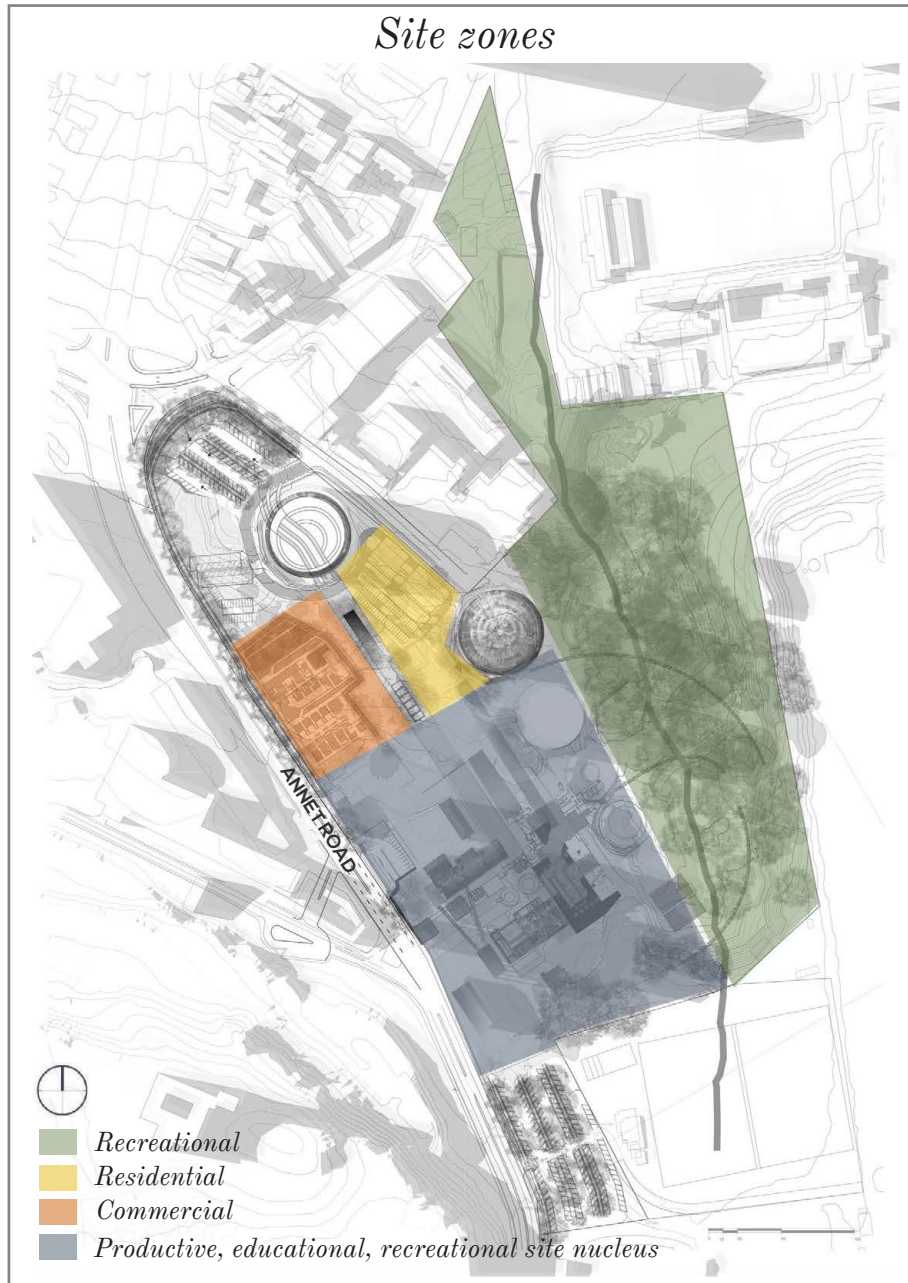 Site zones
ANNET ROAD
Recreational
Residential
Commercial
Productive, educational, recreational site nucleus